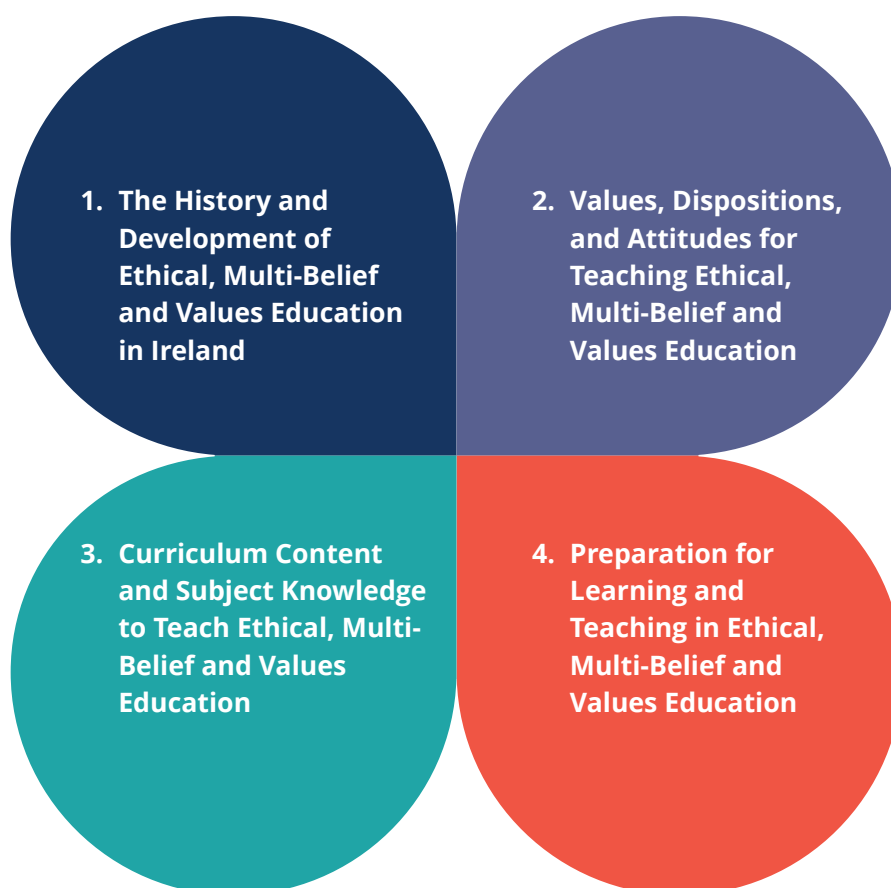 1. The History and
Development of
Ethical, Multi-Belief
and Values Education
in Ireland
2. Values, Dispositions,
and Attitudes for
Teaching Ethical,
Multi-Belief and
Values Education
3. Curriculum Content
and Subject Knowledge
to Teach Ethical, Multi-
Belief and Values
Education
4. Preparation for
Learning and
Teaching in Ethical,
Multi-Belief and
Values Education